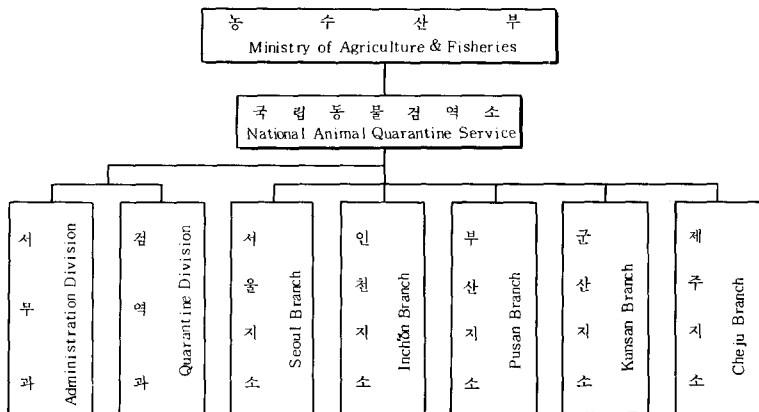 농 수 산 부
Ministry of Agriculture & Fisheries
국 립 동 물 검 역 소
National Animal Quarantine Service
서 무 과
Administration Division
검 역 과
Quarantine Division
서 울 지 소
Seoul Branch
인 천 지 소
Inchŏn Branch
부 산 지 소
Pusan Branch
군 산 지 소
Kunsan Branch
제 주 지 소
Cheju Branch